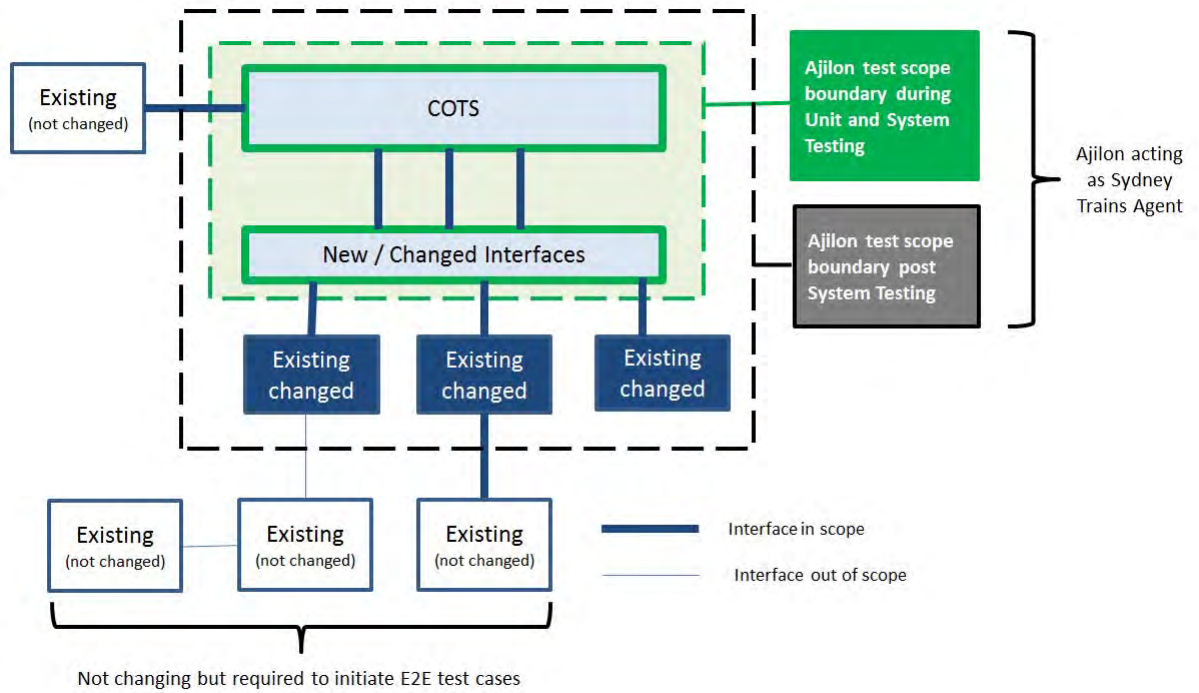 Existing
(not changed)
COTS
New / Changed Interfaces
Existing
changed
Existing
changed
Existing
changed
Ajilon test scope
boundary during
Unit and System
Testing
Ajilon test scope
boundary post
System Testing
Ajilon acting
as Sydney
Trains Agent
Existing
(not changed)
Existing
(not changed)
Existing
(not changed)
Interface in scope
Interface out of scope
Not changing but required to initiate E2E test cases